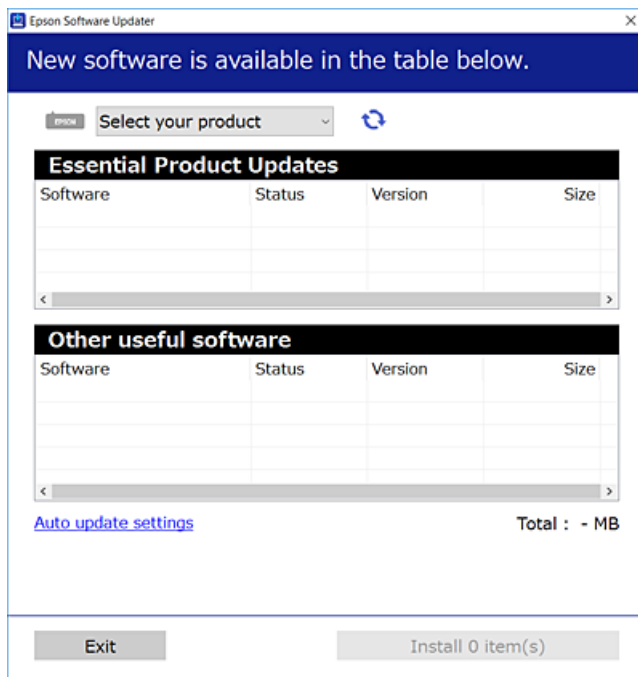 Epson Software Updater
New software is available in the table below.
EPSON Select your product
Essential Product Updates
Software Status Version Size
Other useful software
Software Status Version Size
Auto update settings Total : - MB
Exit Install 0 item(s)